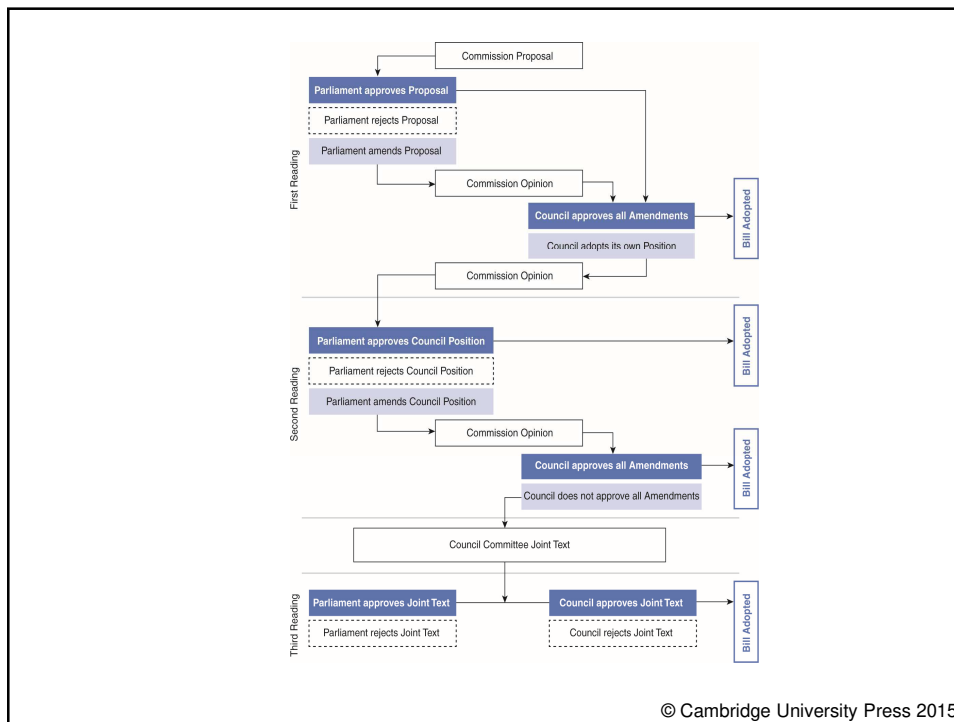 Commission Proposal
Parliament approves Proposal
Parliament rejects Proposal
Parliament amends Proposal
First Reading
Commission Opinion
Council approves all Amendments
Bill Adopted
Council adopts its own Position
Commission Opinion
Parliament approves Council Position
Bill Adopted
Parliament rejects Council Position
Parliament amends Council Position
Second Reading
Commission Opinion
Council approves all Amendments
Bill Adopted
Council does not approve all Amendments
Council Committee Joint Text
Third Reading
Parliament approves Joint Text
Council approves Joint Text
Bill Adopted
Parliament rejects Joint Text
Council rejects Joint Text
© Cambridge University Press 2015